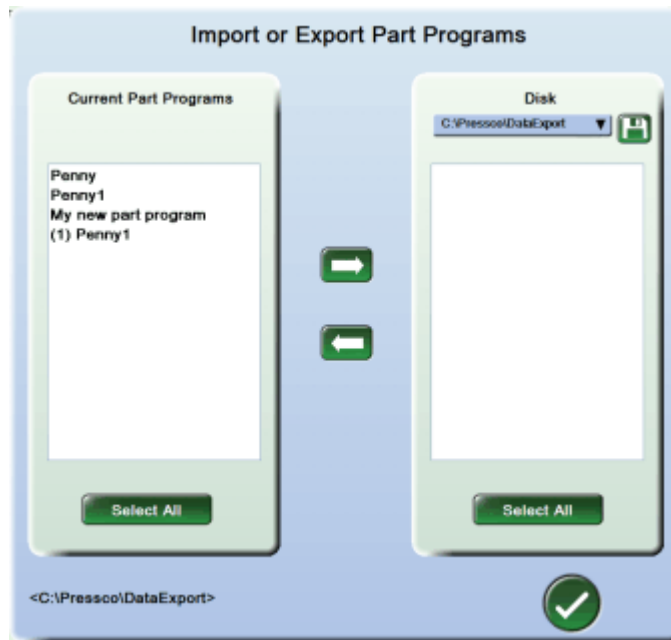 Import or Export Part Programs
Current Part Programs
Penny
Penny1
My new part program
(1) Penny1
Select All
Disk
C:\Pressco\DataExport
Select All
<C:\Pressco\DataExport>